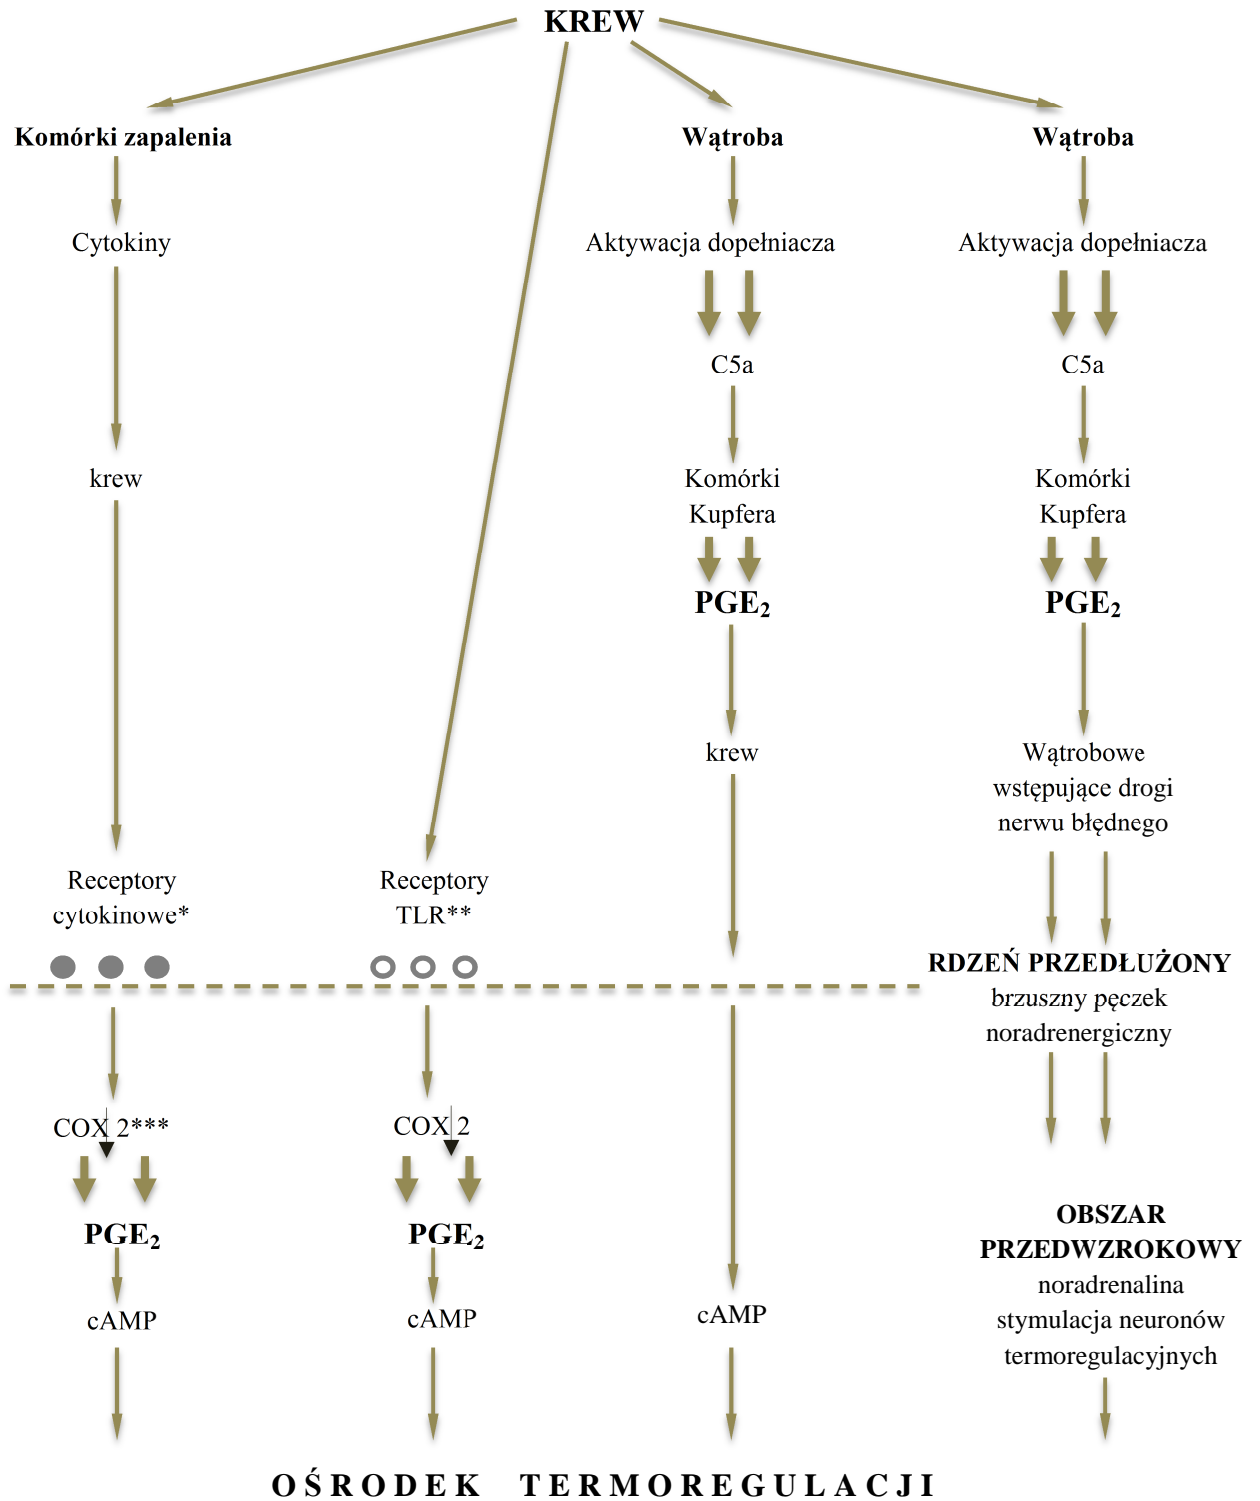 KREW
Komórki zapalenia
Cytokiny
krew
Receptory
cytokinowe*
COX 2***
PGE₂
cAMP
Receptory
TLR**
COX 2
PGE₂
cAMP
Wątroba
Aktywacja dopełniacza
C5a
Komórki
Kupfera
PGE₂
krew
cAMP
Wątroba
Aktywacja dopełniacza
C5a
Komórki
Kupfera
PGE₂
Wątrobowe
wstępujące drogi
nerwu błędnego
RDZEŃ PRZEDŁUŻONY
brzuszny pęczek
noradrenergiczny
OBSZAR
PRZEDWZROKOWY
noradrenalina
stymulacja neuronów
termoregulacyjnych
OŚRODEK TERMOREGULACJI